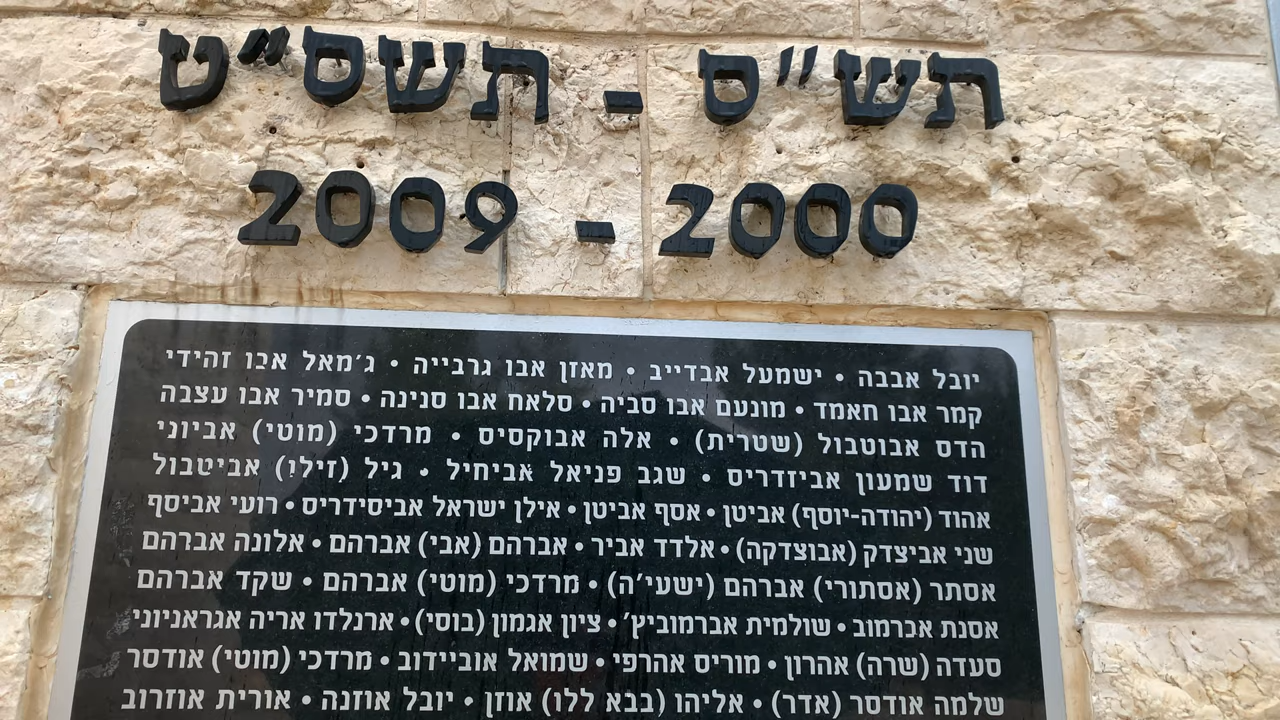 תש״ס - תשס״ט
2009 - 2000
יובל אבבה • ישמעל אבדייב • מאזן אבו גרבייה • ג׳מאל אבו זהידי
קמר אבו חאמד • מונעם אבו סביה • סלאח אבו סנינה • סמיר אבו עצבה
הדס אבוטבול (שטרית) • אלה אבוקסיס • מרדכי (מוטי) אביוני
דוד שמעון אביזדריס • שגב פניאל אביחיל • גיל (זילו) אביטבול
אהוד (יהודה-יוסף) אביטן • אסף אביטן • אילן ישראל אביסידריס • רועי אביסף
שני אביצדק (אבוצדקה) • אלדד אביר • אברהם (אבי) אברהם • אלונה אברהם
אסתר (אסתורי) אברהם (ישעי׳ה) • מרדכי (מוטי) אברהם • שקד אברהם
אסנת אברמוב • שולמית אברמוביץ׳ • ציון אגמון (בוסי) • ארנלדו אריה אגראניוני
סעדה (שרה) אהרון • מוריס אהרפי • שמואל אוביידוב • מרדכי (מוטי) אודסר
שלמה אודסר (אדר) • אליהו (בבא ללו) אוזן • יובל אוזנה • אורית אוזרוב